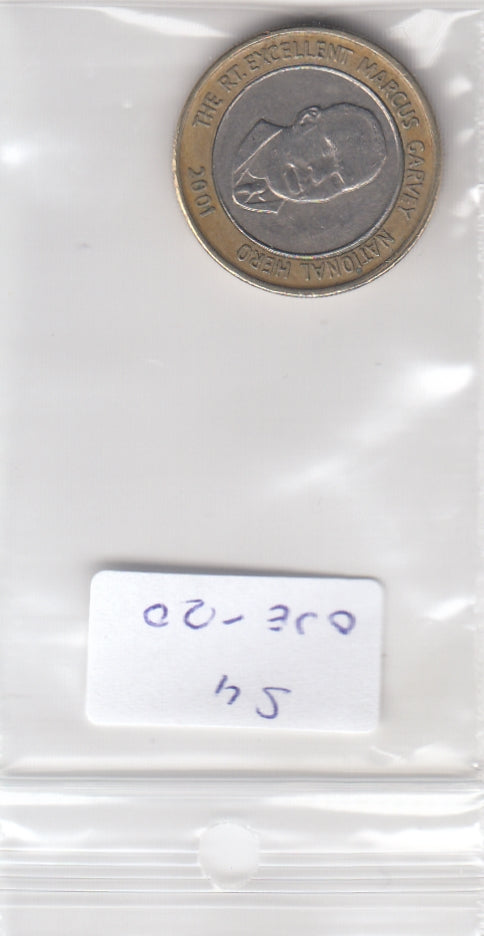 THE RT. EXCELLENT MARCUS GARVEY NATIONAL HERO
2001